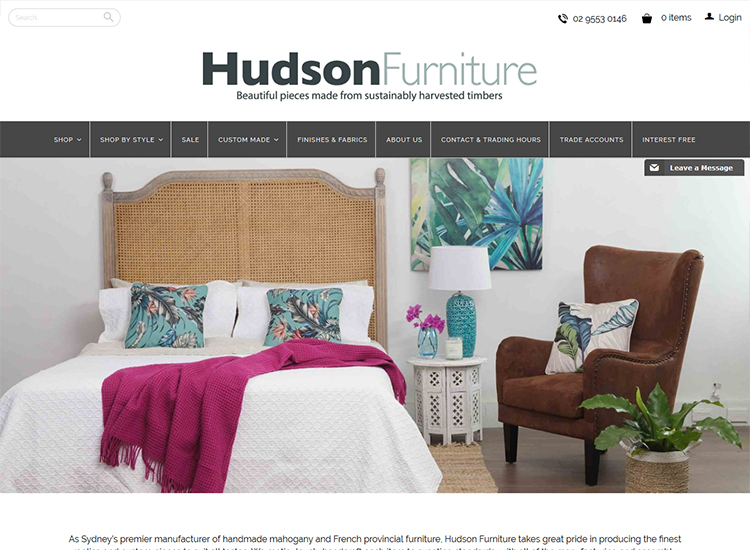 Search
02 9553 0146
0 items
Login
HudsonFurniture
Beautiful pieces made from sustainably harvested timbers
SHOP
SHOP BY STYLE
SALE
CUSTOM MADE
FINISHES & FABRICS
ABOUT US
CONTACT & TRADING HOURS
TRADE ACCOUNTS
INTEREST FREE
Leave a Message
As Sydney's premier manufacturer of handmade mahogany and French provincial furniture, Hudson Furniture takes great pride in producing the finest